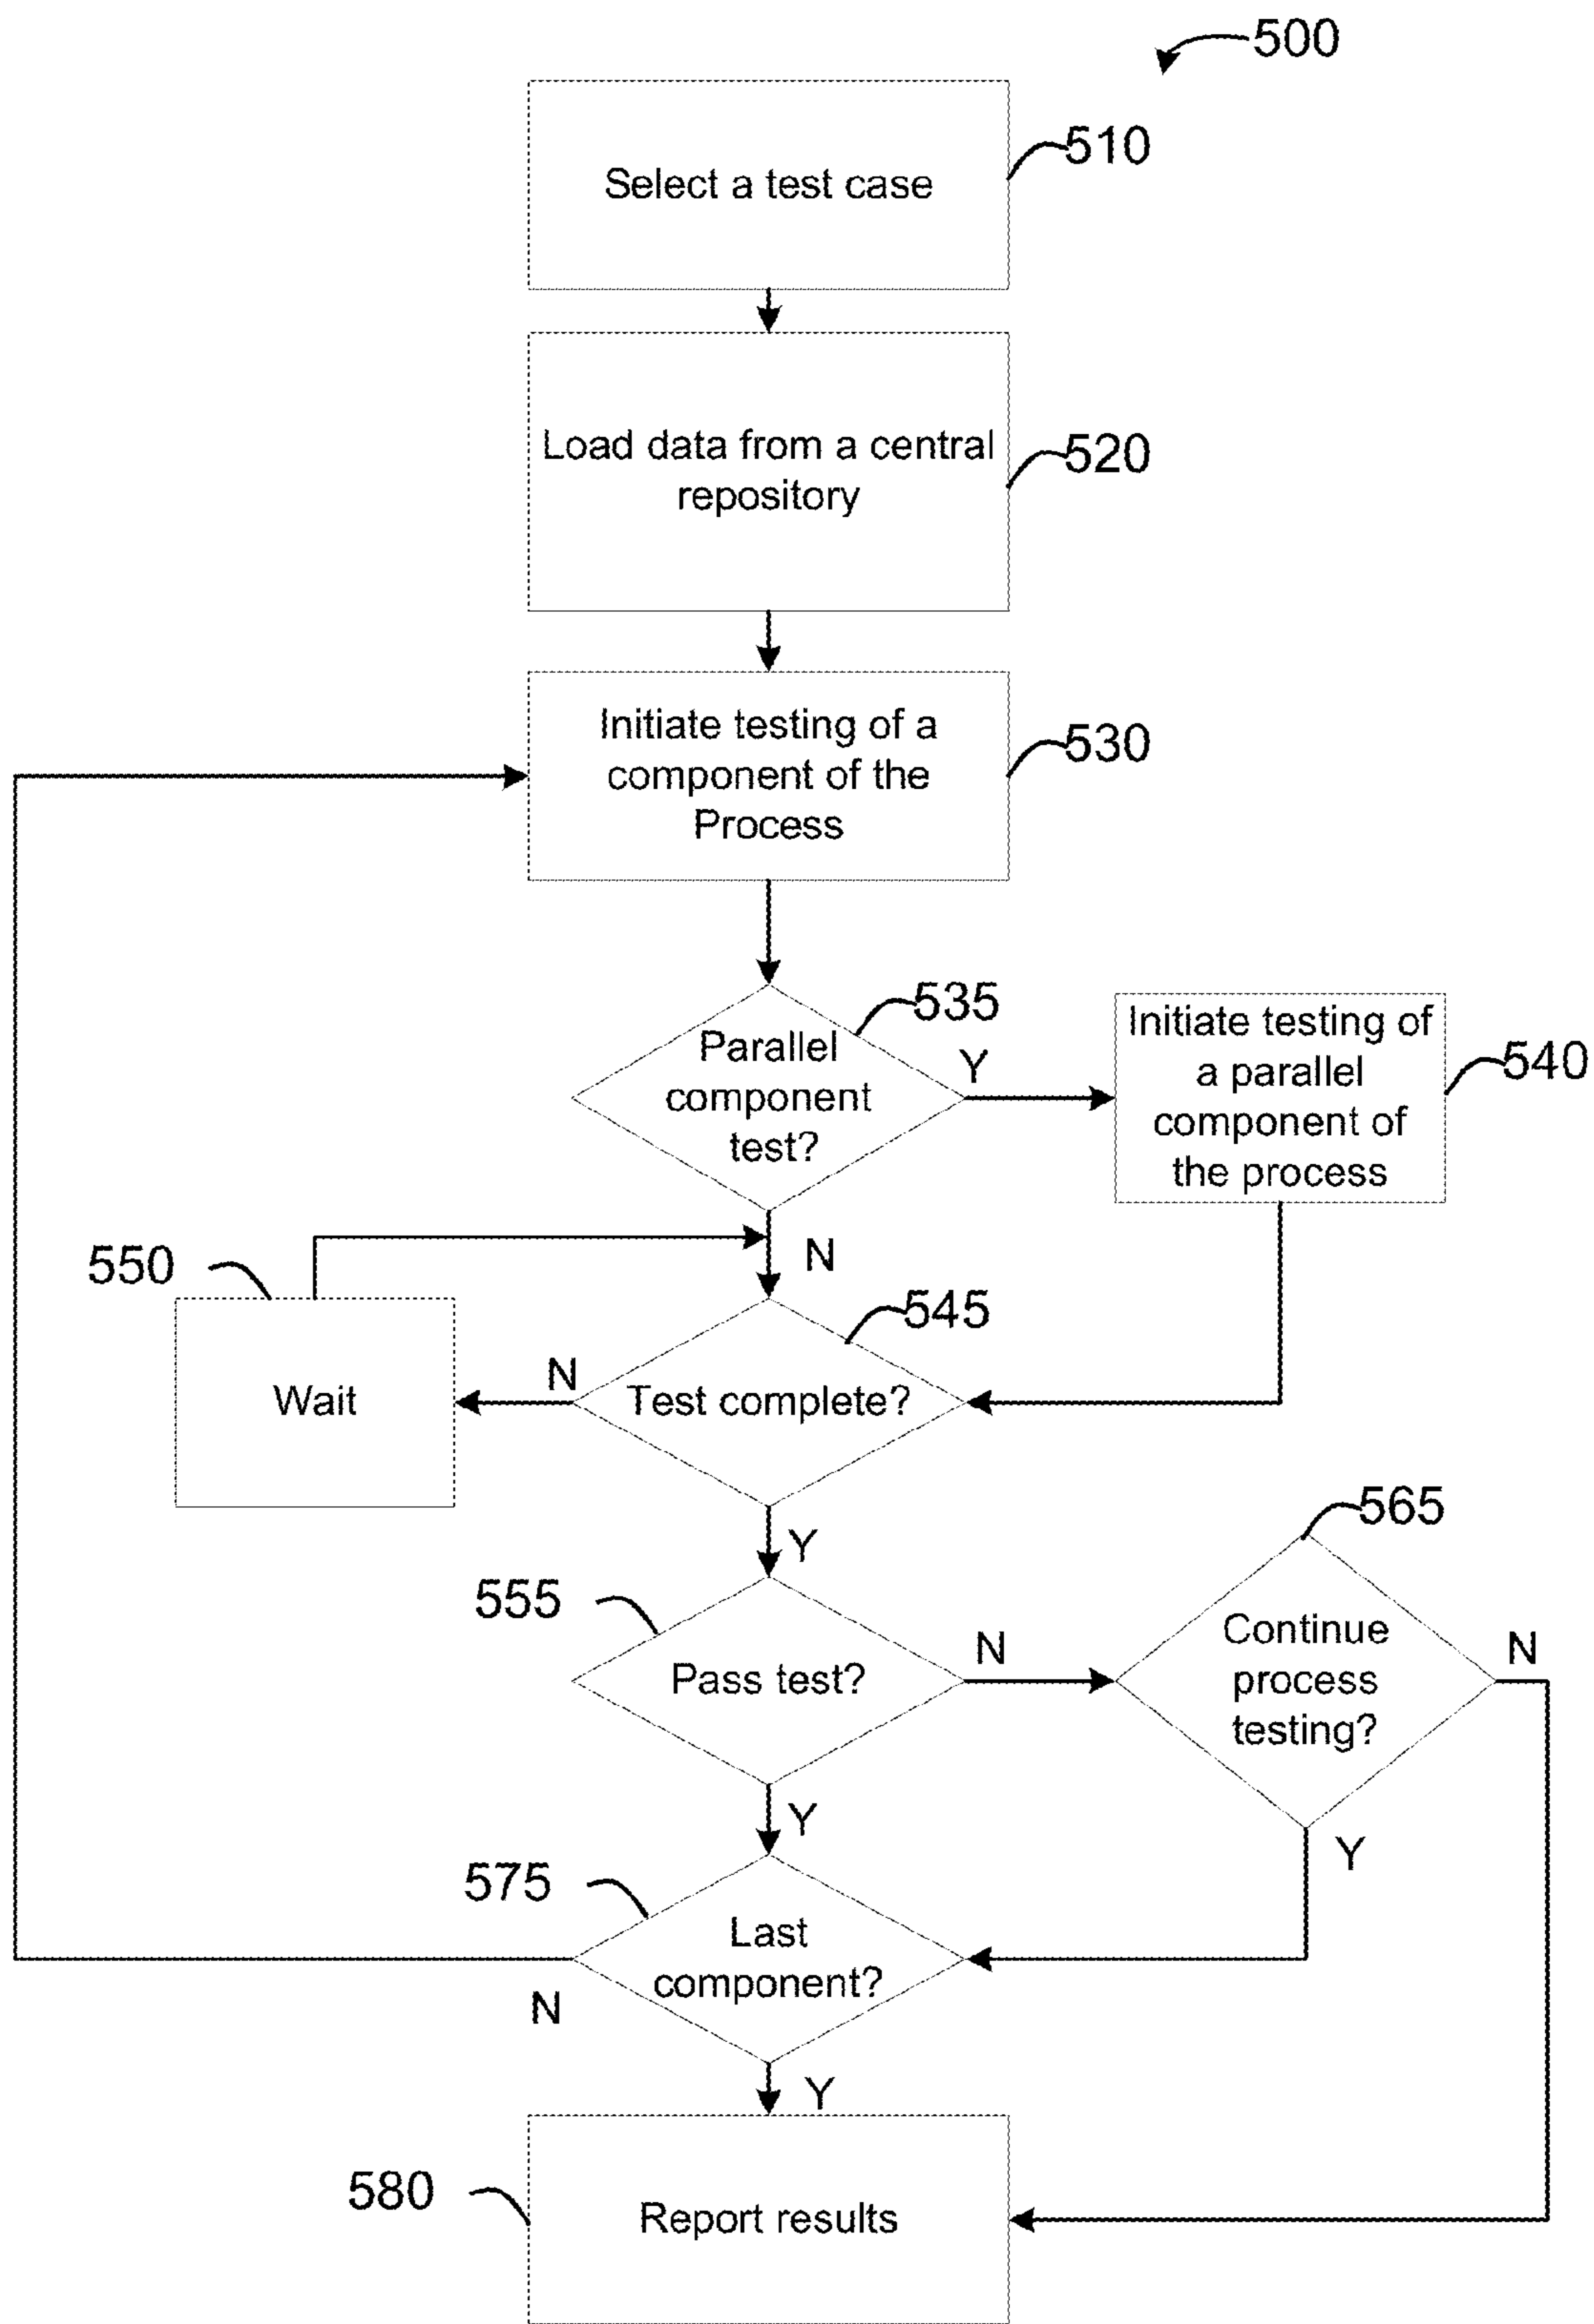 500
Select a test case
510
Load data from a central
repository
520
Initiate testing of a
component of the
Process
530
Parallel
component
test?
535
Y
Initiate testing of
a parallel
component of
the process
540
N
550
Wait
N
Test complete?
545
Y
555
Pass test?
N
565
Continue
process
testing?
N
Y
Y
575
Last
component?
N
Y
580
Report results